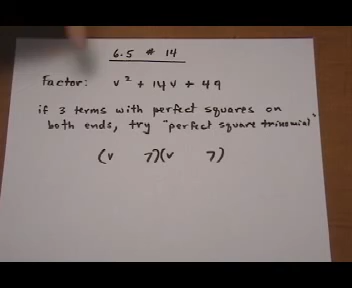 6.5 # 14
Factor: v² + 14v + 49
if 3 terms with perfect squares on
both ends, try "perfect square trinomial"
(v 7)(v 7)